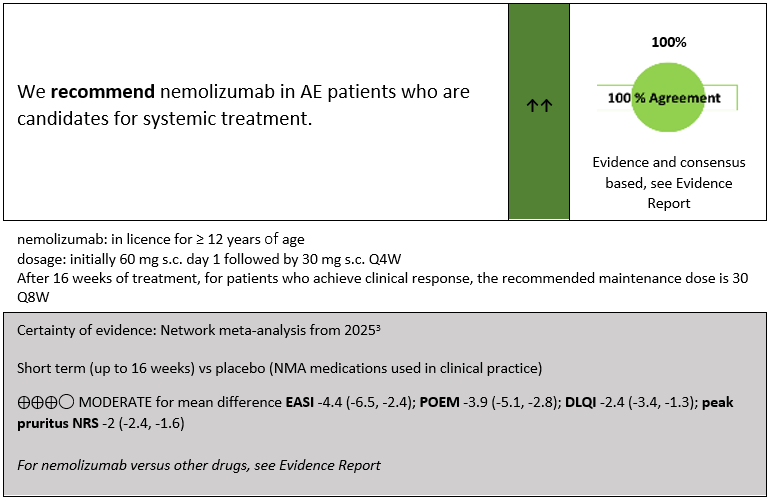 We recommend nemolizumab in AE patients who are
candidates for systemic treatment.
↑↑
100%
100 % Agreement
Evidence and consensus
based, see Evidence
Report
nemolizumab: in licence for ≥ 12 years of age
dosage: initially 60 mg s.c. day 1 followed by 30 mg s.c. Q4W
After 16 weeks of treatment, for patients who achieve clinical response, the recommended maintenance dose is 30
Q8W
Certainty of evidence: Network meta-analysis from 2025³
Short term (up to 16 weeks) vs placebo (NMA medications used in clinical practice)
⨁⨁⨁◯ MODERATE for mean difference EASI -4.4 (-6.5, -2.4); POEM -3.9 (-5.1, -2.8); DLQI -2.4 (-3.4, -1.3); peak
pruritus NRS -2 (-2.4, -1.6)
For nemolizumab versus other drugs, see Evidence Report